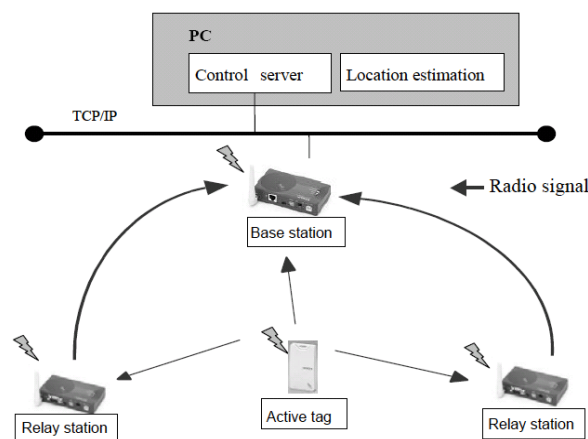 PC
Control server
Location estimation
TCP/IP
Radio signal
Base station
Relay station
Active tag
Relay station